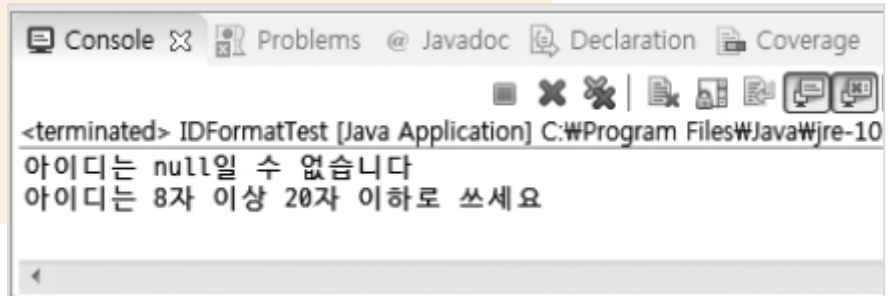 Console Problems @ Javadoc Declaration Coverage
<terminated> IDFormatTest [Java Application] C:₩Program Files₩Java₩jre-10
아이디는 null일 수 없습니다
아이디는 8자 이상 20자 이하로 쓰세요